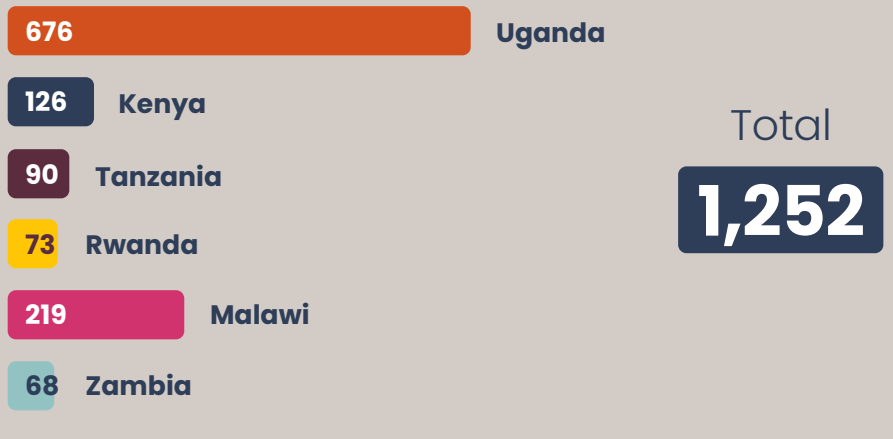 676 Uganda
126 Kenya
90 Tanzania
73 Rwanda
219 Malawi
68 Zambia
Total
1,252